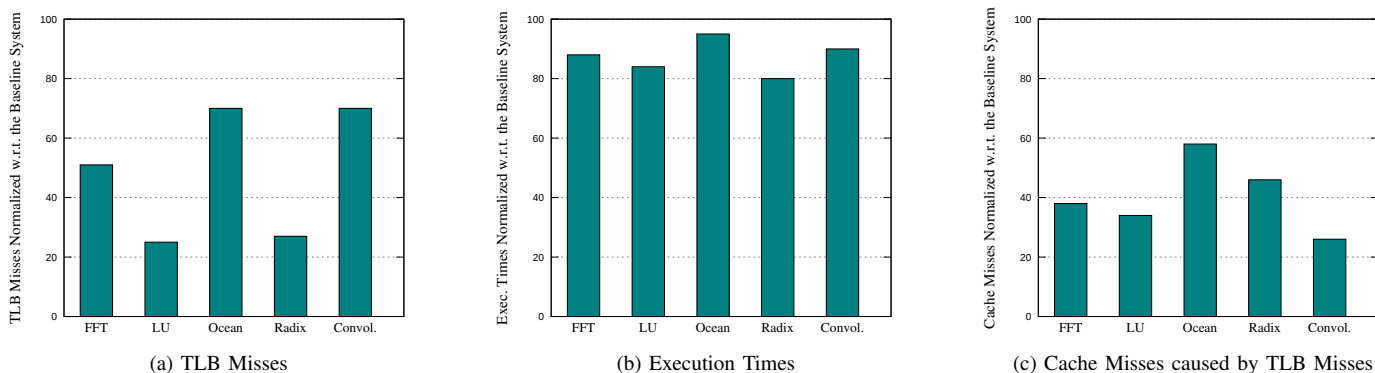 TLB Misses Normalized w.r.t. the Baseline System
100
80
60
40
20
0
FFT LU Ocean Radix Convol.
(a) TLB Misses
Exec. Times Normalized w.r.t. the Baseline System
100
80
60
40
20
0
FFT LU Ocean Radix Convol.
(b) Execution Times
Cache Misses Normalized w.r.t. the Baseline System
100
80
60
40
20
0
FFT LU Ocean Radix Convol.
(c) Cache Misses caused by TLB Misses